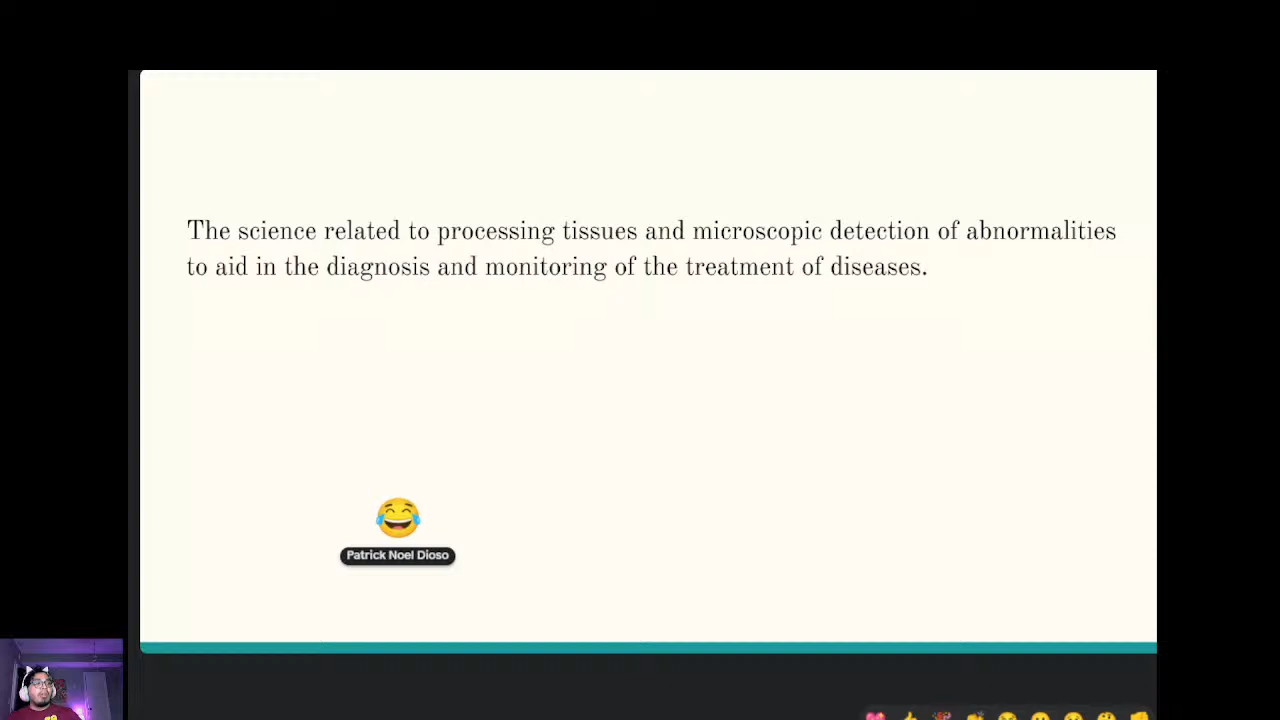 The science related to processing tissues and microscopic detection of abnormalities
to aid in the diagnosis and monitoring of the treatment of diseases.
Patrick Noel Dioso